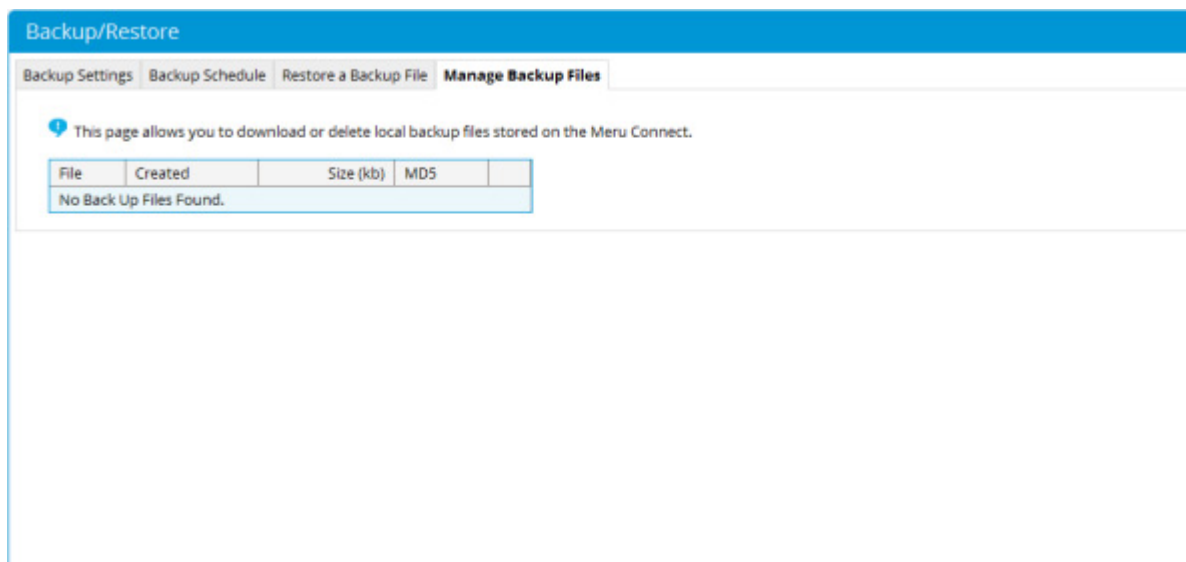 Backup/Restore
Backup Settings Backup Schedule Restore a Backup File Manage Backup Files
This page allows you to download or delete local backup files stored on the Meru Connect.
File Created Size (kb) MD5
No Back Up Files Found.